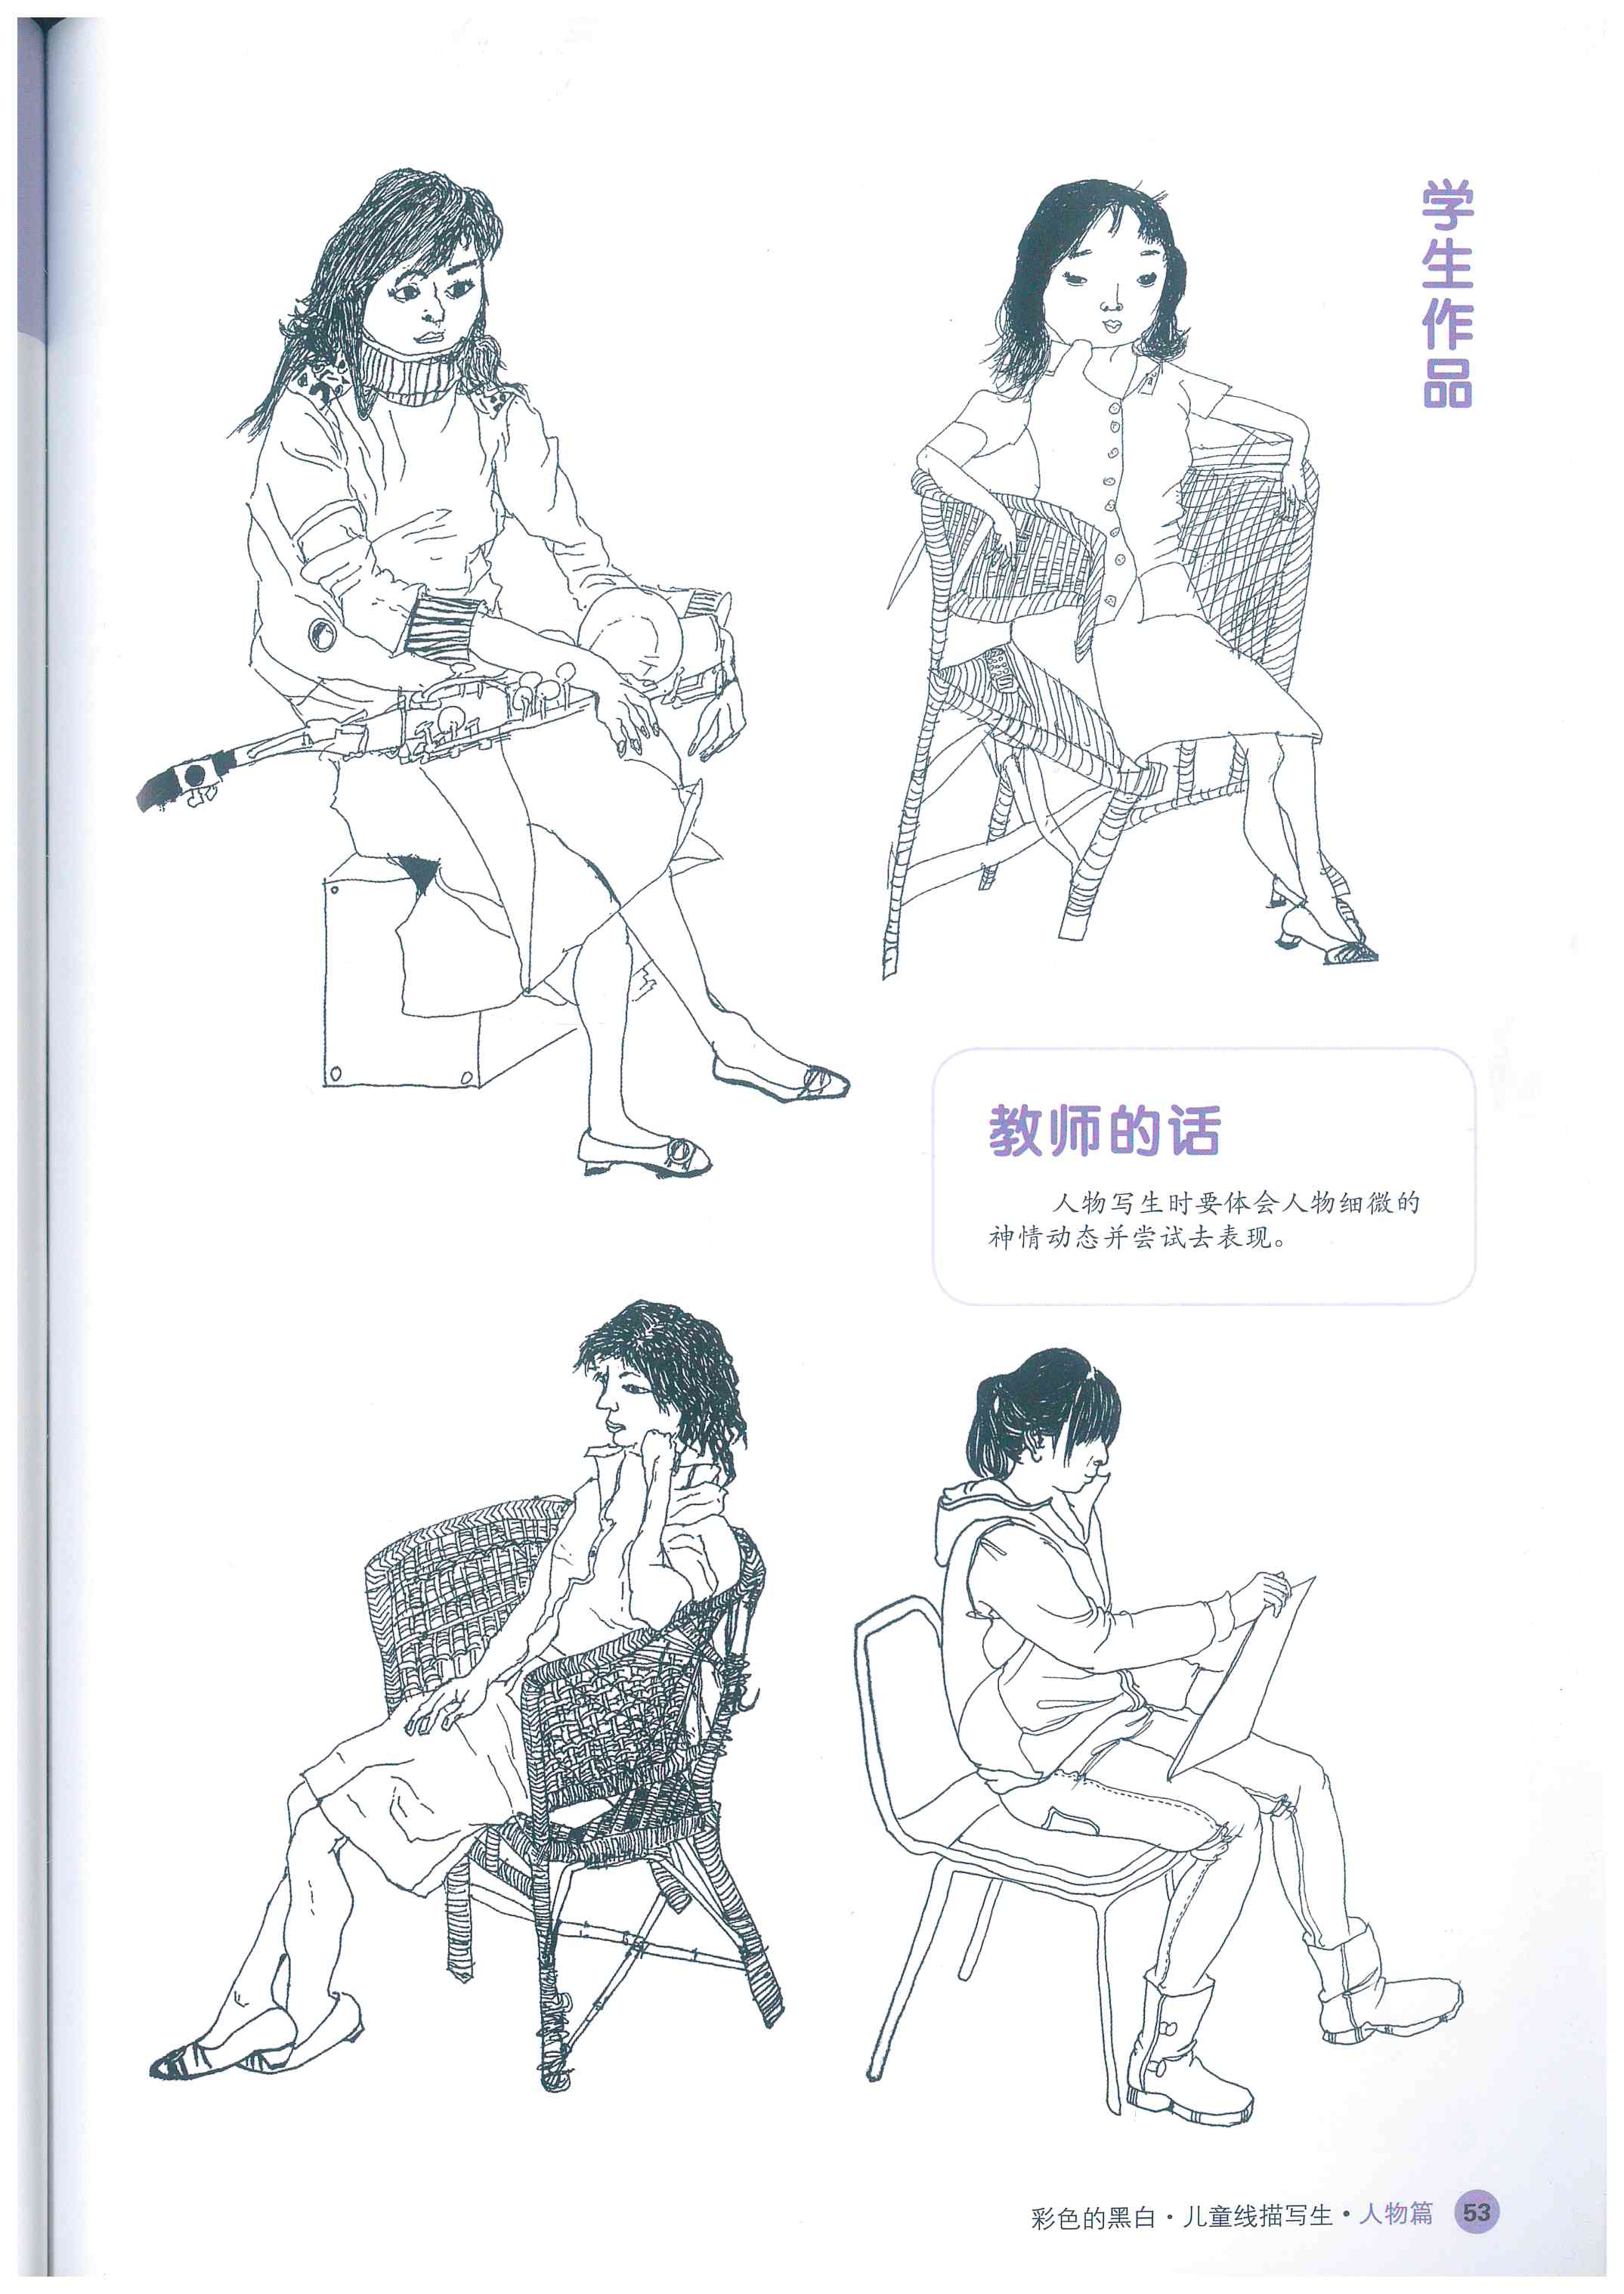 学生作品
教师的话
人物写生时要体会人物细微的
神情动态并尝试去表现。
彩色的黑白·儿童线描写生·人物篇 53